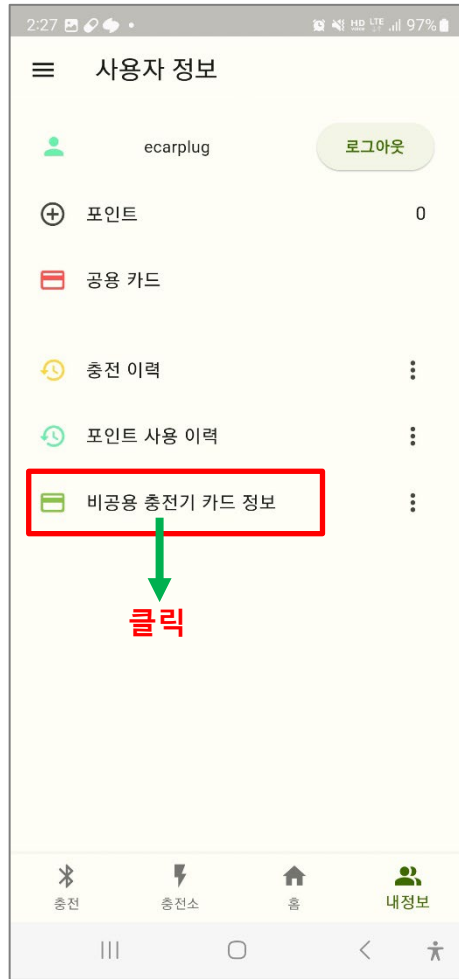 2:27 HD LTE 97%
사용자 정보
ecarplug 로그아웃
포인트 0
공용 카드
충전 이력
포인트 사용 이력
비공용 충전기 카드 정보
클릭
충전 충전소 홈 내정보